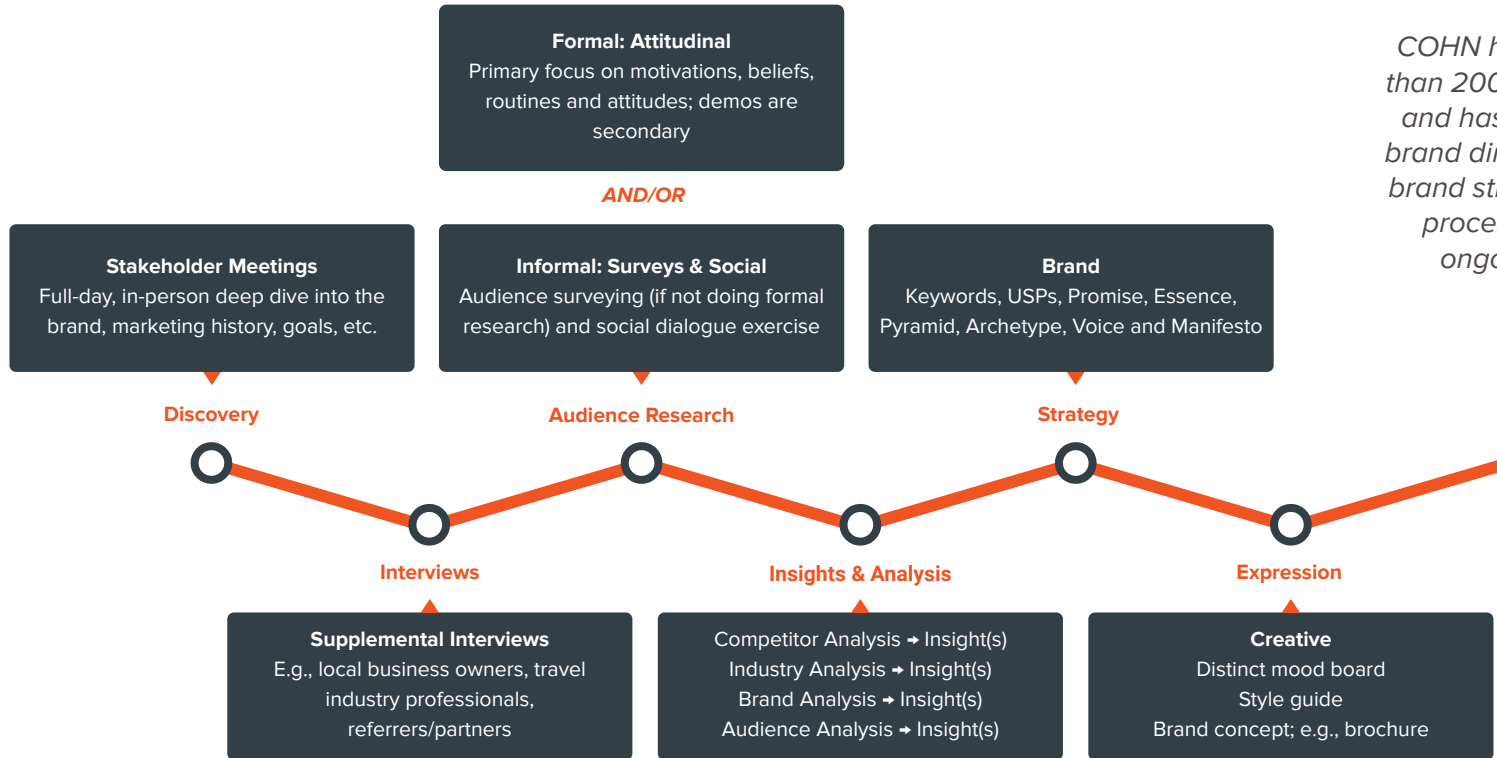 Formal: Attitudinal
Primary focus on motivations, beliefs,
routines and attitudes; demos are
secondary
AND/OR
Stakeholder Meetings
Full-day, in-person deep dive into the
brand, marketing history, goals, etc.
Informal: Surveys & Social
Audience surveying (if not doing formal
research) and social dialogue exercise
Brand
Keywords, USPs, Promise, Essence,
Pyramid, Archetype, Voice and Manifesto
Discovery
Audience Research
Strategy
Interviews
Insights & Analysis
Expression
Supplemental Interviews
E.g., local business owners, travel
industry professionals,
referrers/partners
Competitor Analysis → Insight(s)
Industry Analysis → Insight(s)
Brand Analysis → Insight(s)
Audience Analysis → Insight(s)
Creative
Distinct mood board
Style guide
Brand concept; e.g., brochure
COHN
than 200
and has
brand
brand